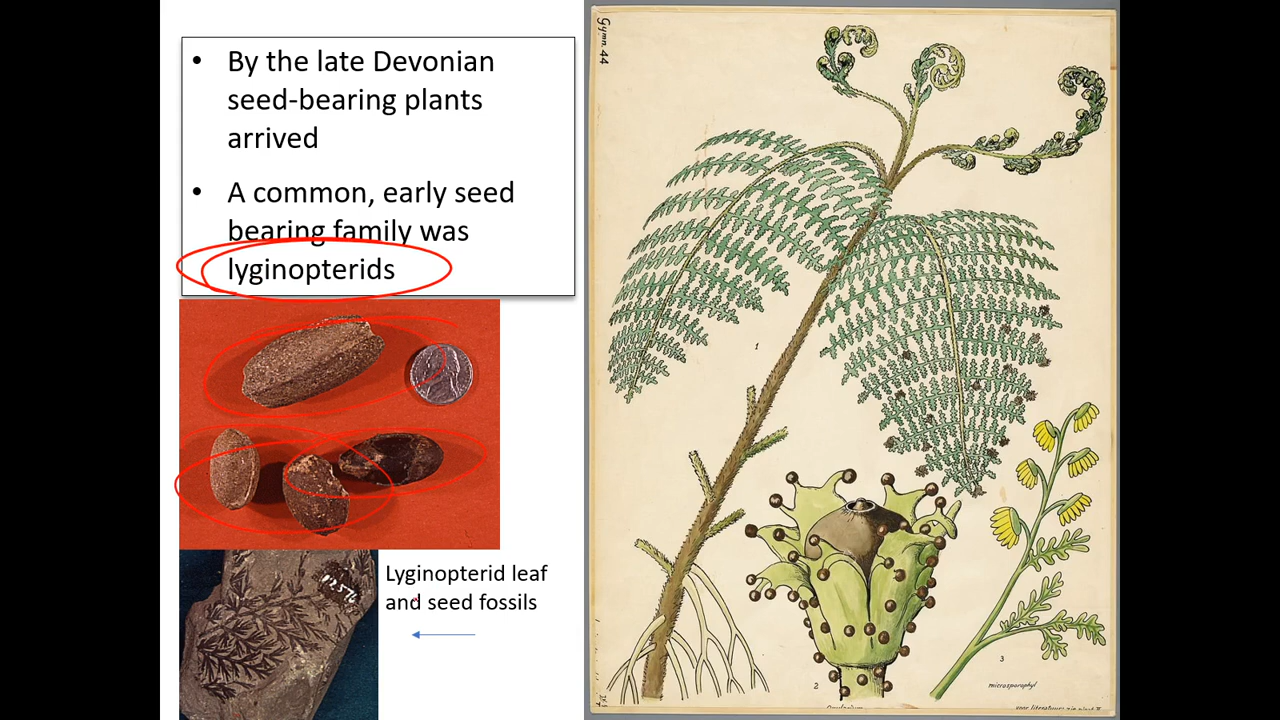 • By the late Devonian
seed-bearing plants
arrived
• A common, early seed
bearing family was
lyginopterids
Lyginopterid leaf
and seed fossils
Gymn. 44
1
2
3
microsporophyl